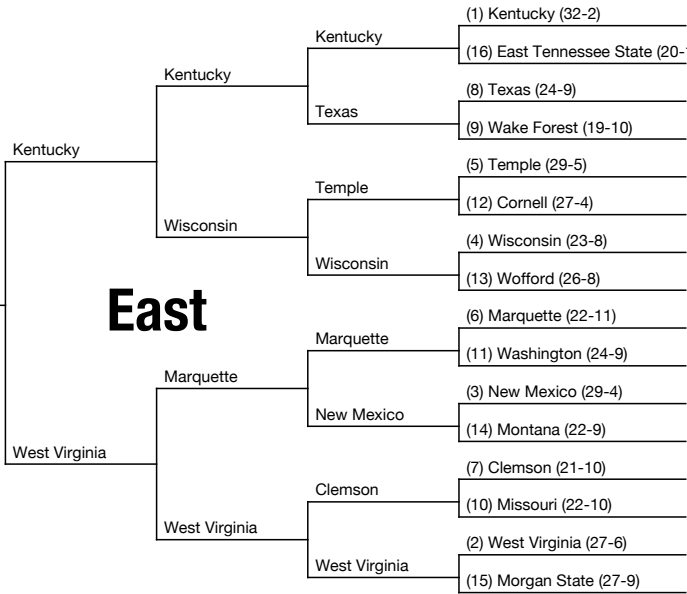 (1) Kentucky (32-2)
Kentucky
(16) East Tennessee State (20-
Kentucky
(8) Texas (24-9)
Texas
(9) Wake Forest (19-10)
Kentucky
(5) Temple (29-5)
Temple
(12) Cornell (27-4)
Wisconsin
(4) Wisconsin (23-8)
Wisconsin
(13) Wofford (26-8)
East
(6) Marquette (22-11)
Marquette
(11) Washington (24-9)
Marquette
(3) New Mexico (29-4)
New Mexico
(14) Montana (22-9)
West Virginia
(7) Clemson (21-10)
Clemson
(10) Missouri (22-10)
West Virginia
(2) West Virginia (27-6)
West Virginia
(15) Morgan State (27-9)